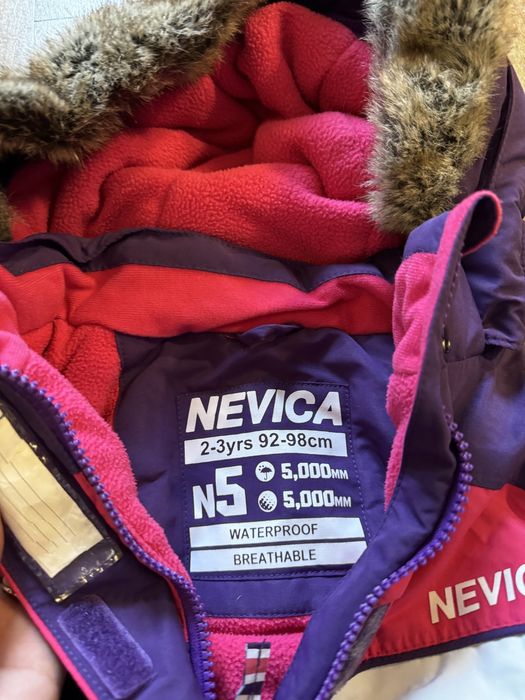 NEVICA
2-3yrs 92-98cm
N5
5,000MM
5,000MM
WATERPROOF
BREATHABLE
NEVIC